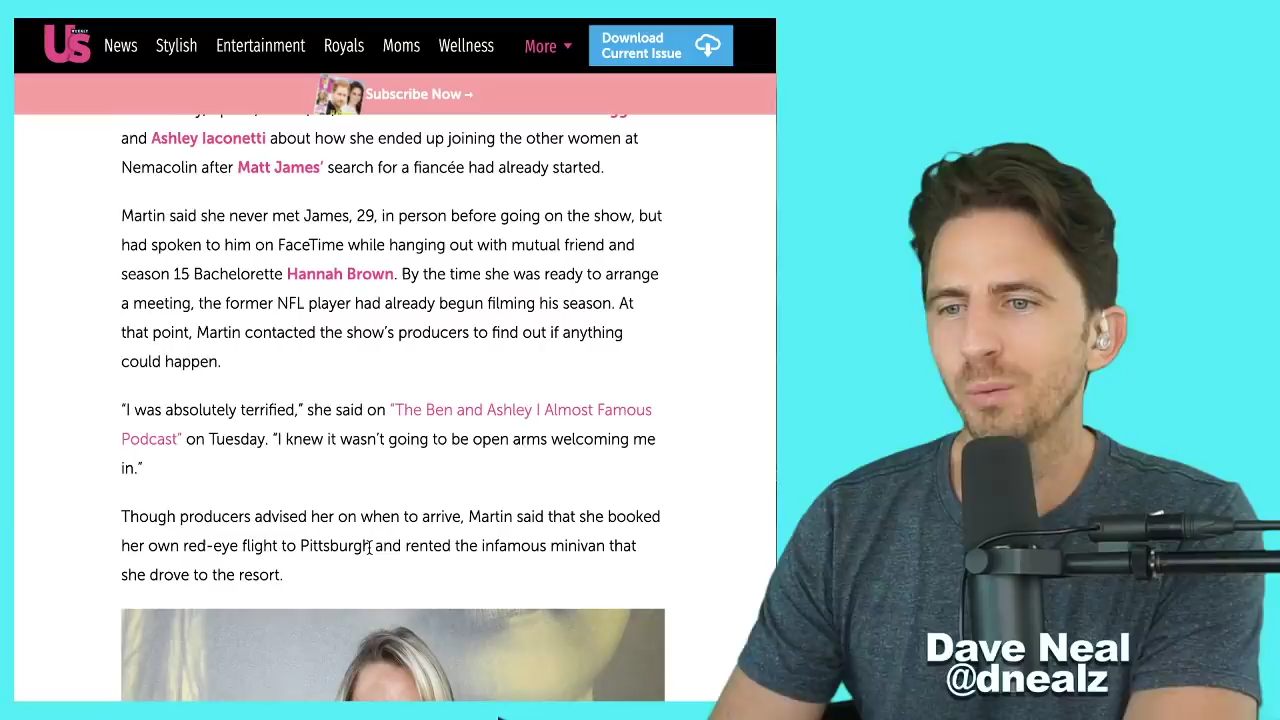 Us WEEKLY
News Stylish Entertainment Royals Moms Wellness More Download
Current Issue
Subscribe Now →
and Ashley Iaconetti about how she ended up joining the other women at
Nemacolin after Matt James’ search for a fiancée had already started.
Martin said she never met James, 29, in person before going on the show, but
had spoken to him on FaceTime while hanging out with mutual friend and
season 15 Bachelorette Hannah Brown. By the time she was ready to arrange
a meeting, the former NFL player had already begun filming his season. At
that point, Martin contacted the show’s producers to find out if anything
could happen.
“I was absolutely terrified,” she said on “The Ben and Ashley I Almost Famous
Podcast” on Tuesday. “I knew it wasn’t going to be open arms welcoming me
in.”
Though producers advised her on when to arrive, Martin said that she booked
her own red-eye flight to Pittsburgh and rented the infamous minivan that
she drove to the resort.
Dave Neal
@dnealz